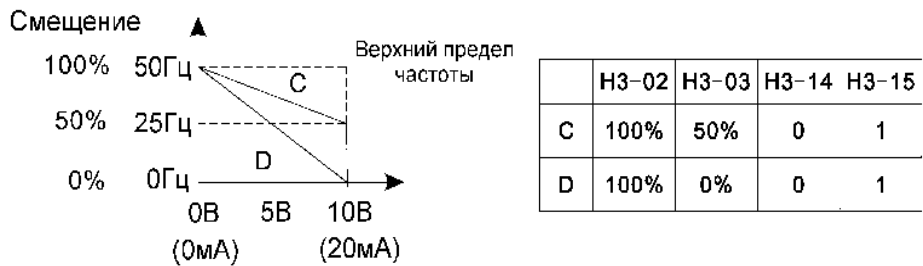 Смещение
100% 50Гц
50% 25Гц
0% 0Гц
C
D
Верхний предел
частоты
0В 5В 10В
(0мА) (20мА)
H3-02 H3-03 H3-14 H3-15
C 100% 50% 0 1
D 100% 0% 0 1